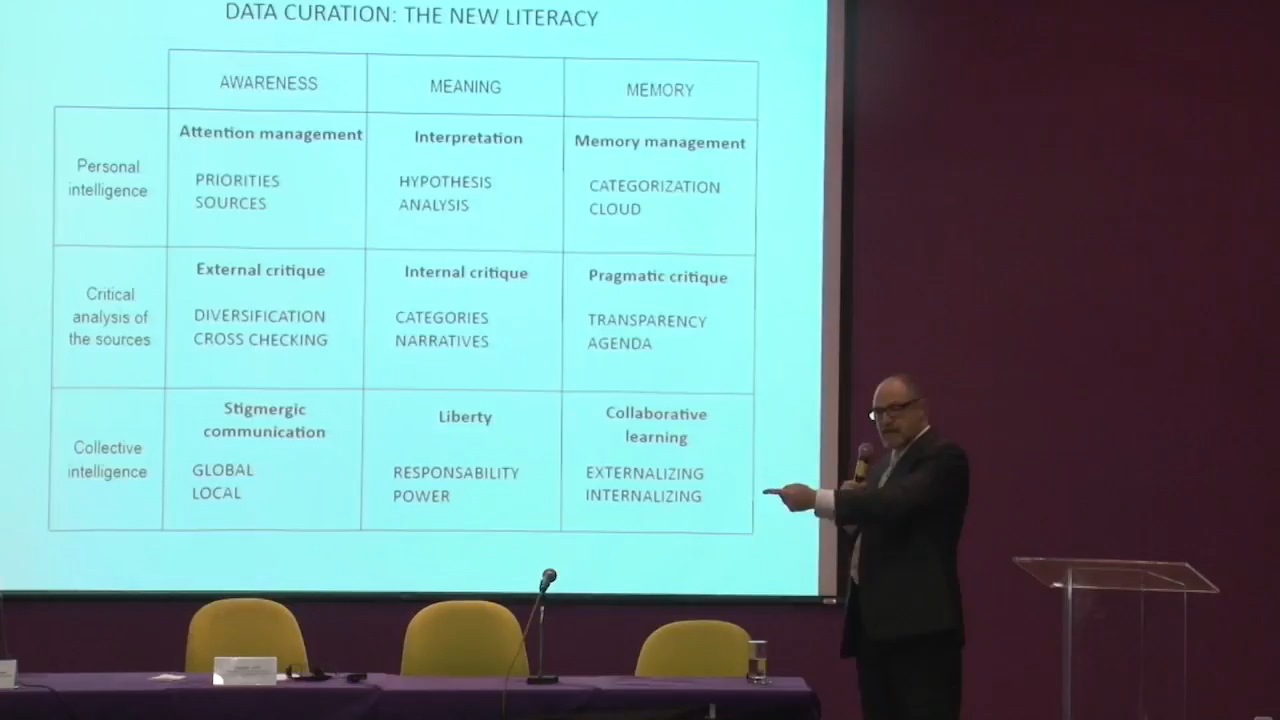 DATA CURATION: THE NEW LITERACY
AWARENESS
MEANING
MEMORY
Personal
intelligence
Attention management
PRIORITIES
SOURCES
Interpretation
HYPOTHESIS
ANALYSIS
Memory management
CATEGORIZATION
CLOUD
Critical
analysis of
the sources
External critique
DIVERSIFICATION
CROSS CHECKING
Internal critique
CATEGORIES
NARRATIVES
Pragmatic critique
TRANSPARENCY
AGENDA
Collective
intelligence
Stigmergic
communication
GLOBAL
LOCAL
Liberty
RESPONSABILITY
POWER
Collaborative
learning
EXTERNALIZING
INTERNALIZING